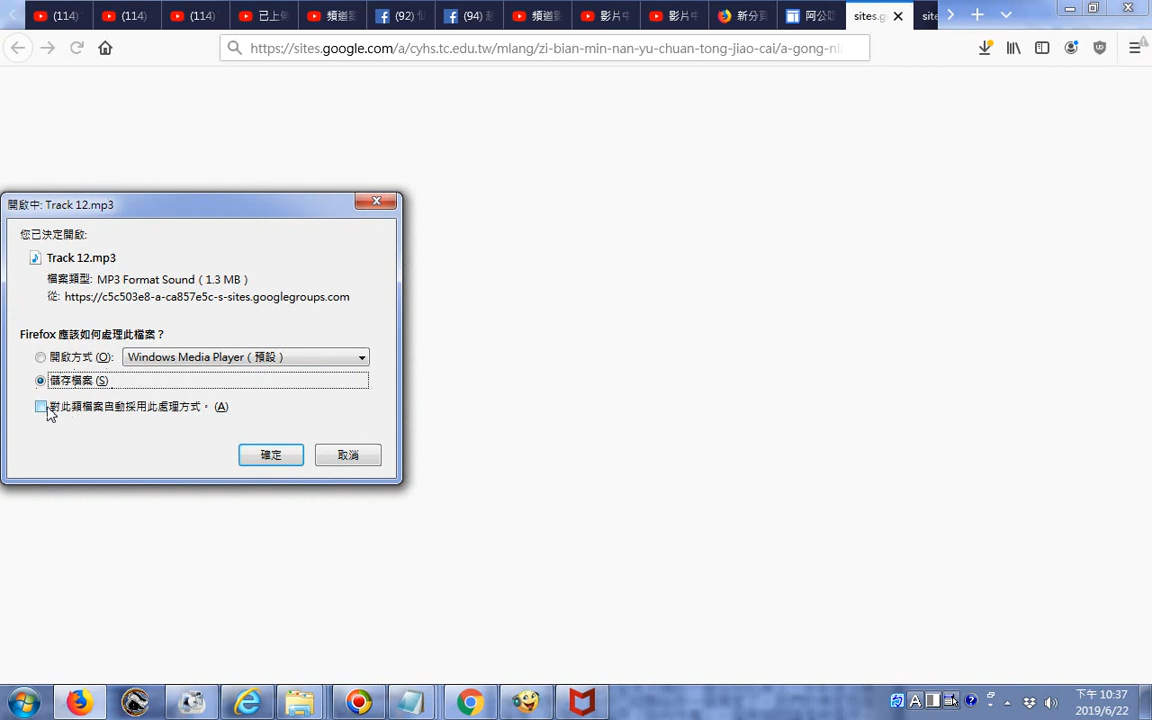 (114)
(114)
(114)
已上
頻道
(92)
(94)
頻道
影片中
影片中
新分頁
sites.g
site
https://sites.google.com/a/cyhs.tc.edu.tw/mlang/zi-bian-min-nan-yu-chuan-tong-jiao-cai/a-gong-ni
開啟中: Track 12.mp3
您已決定開啟:
Track 12.mp3
檔案類型: MP3 Format Sound ( 1.3 MB )
從: https://c5c503e8-a-ca857e5c-s-sites.googlegroups.com
Firefox 應該如何處理此檔案？
開啟方式 (O): Windows Media Player ( 預設 )
儲存檔案 (S)
對此類檔案自動採用此處理方式。 (A)
確定
取消
下午 10:37
2019/6/22